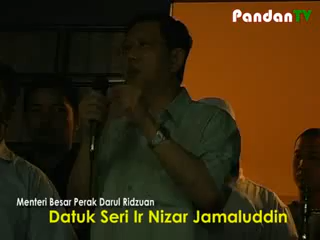 PandanTV
Menteri Besar Perak Darul Ridzuan
Datuk Seri Ir Nizar Jamaluddin